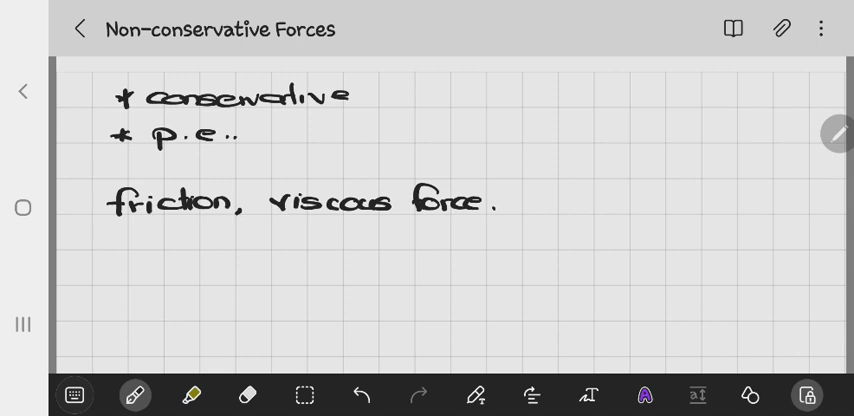 Non-conservative Forces
* conservative
* p.e..
friction, viscous force.